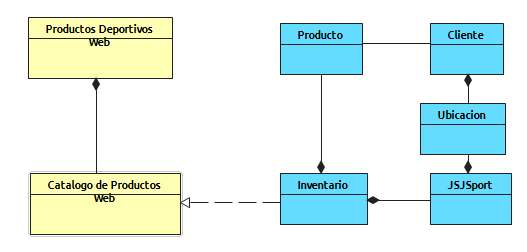 Productos Deportivos
Web
Producto
Cliente
Ubicacion
Catalogo de Productos
Web
Inventario
JSJSport